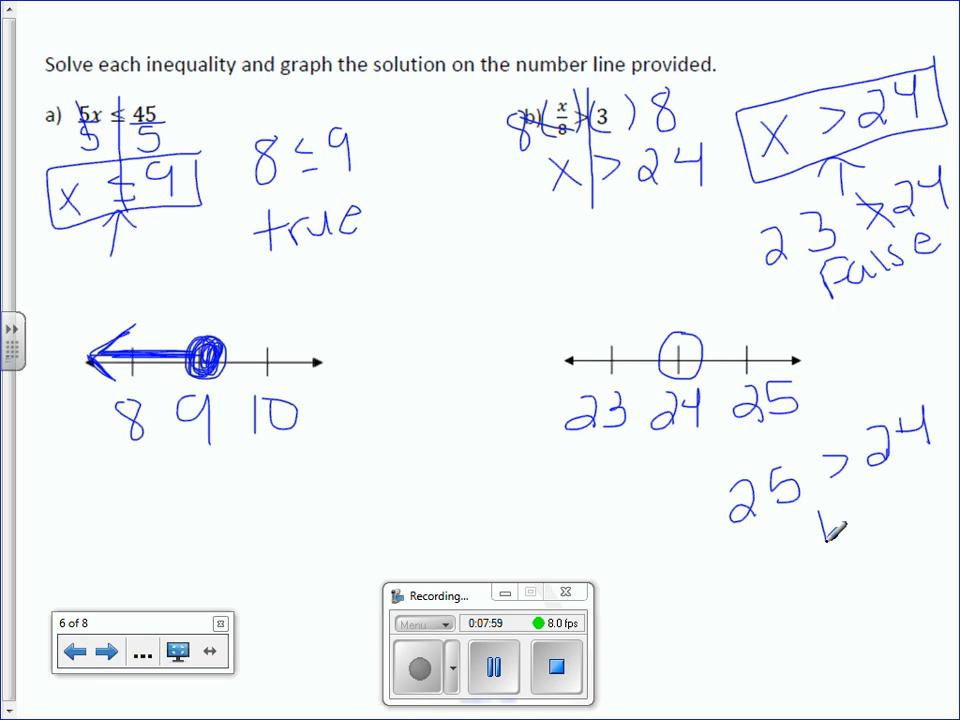 Solve each inequality and graph the solution on the number line provided.
a) 5x ≤ 45
5 5
x ≤ 9
8 ≤ 9
true
b) 8 ( x/8 ) > ( 3 ) 8
x > 24
x > 24
23 > 24
False
8 9 10
23 24 25
25 > 24
6 of 8
...
Recording...
Menu
0:07:59
8.0 fps